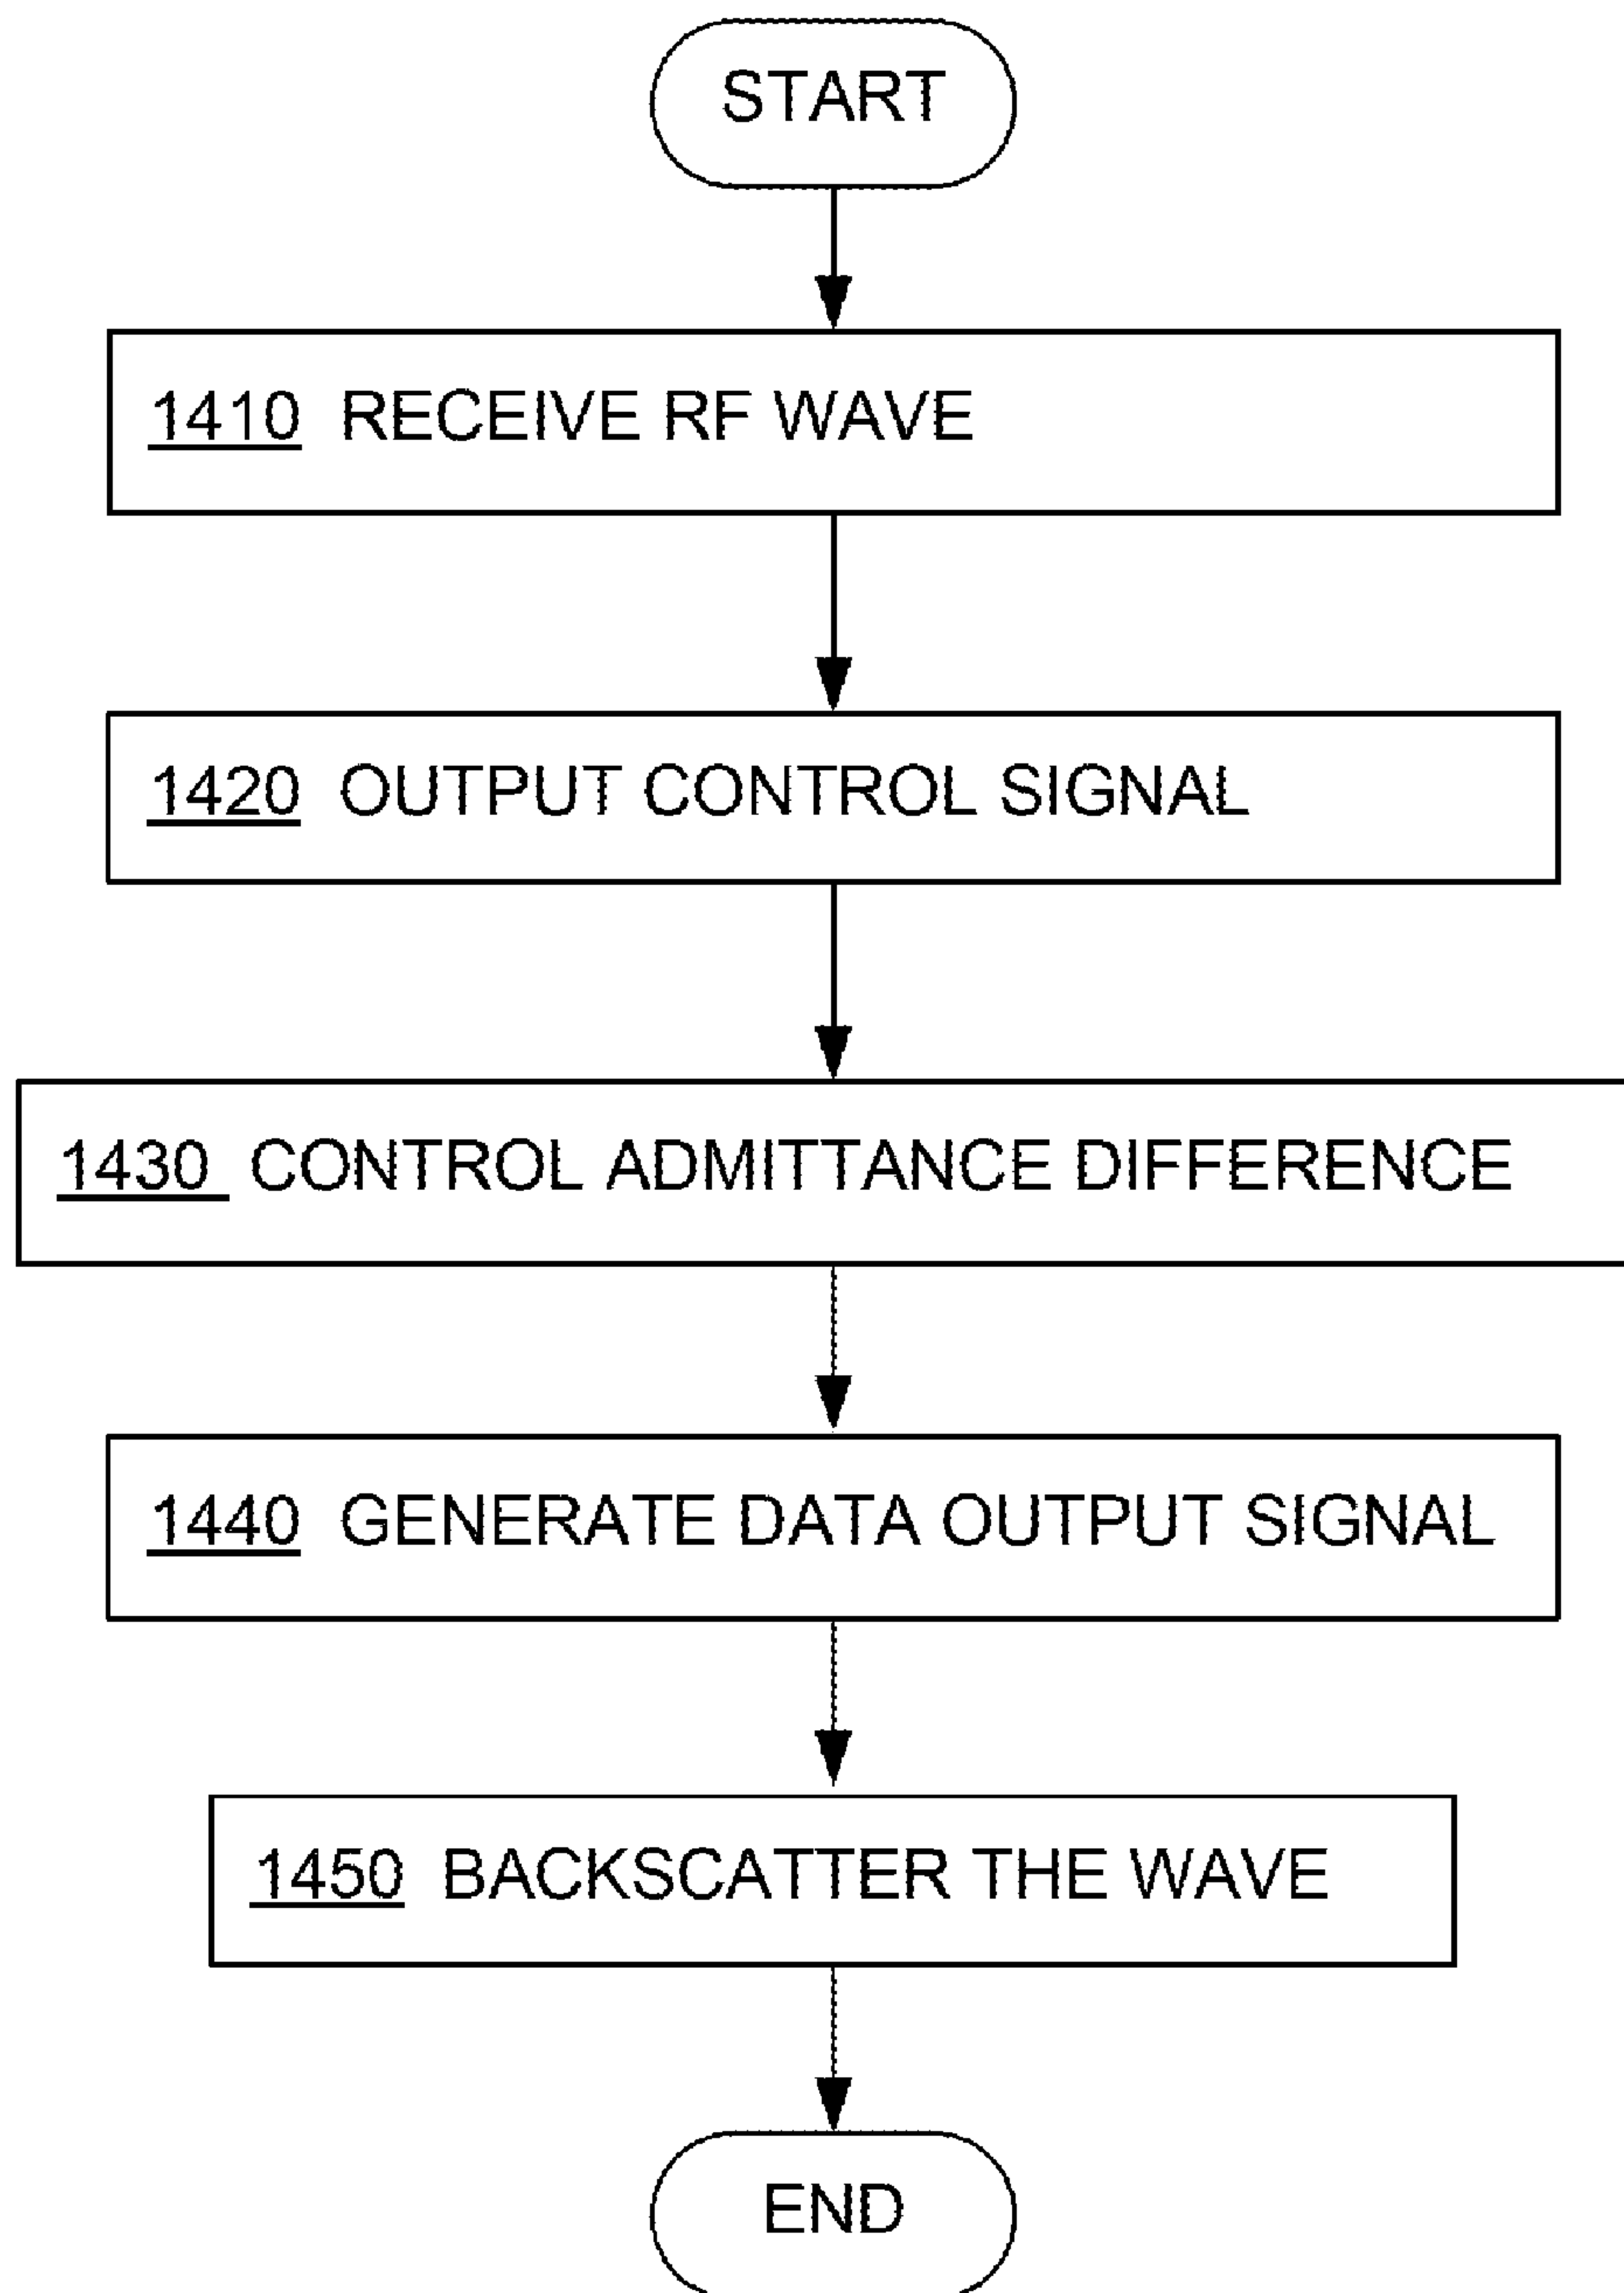 START
1410 RECEIVE RF WAVE
1420 OUTPUT CONTROL SIGNAL
1430 CONTROL ADMITTANCE DIFFERENCE
1440 GENERATE DATA OUTPUT SIGNAL
1450 BACKSCATTER THE WAVE
END